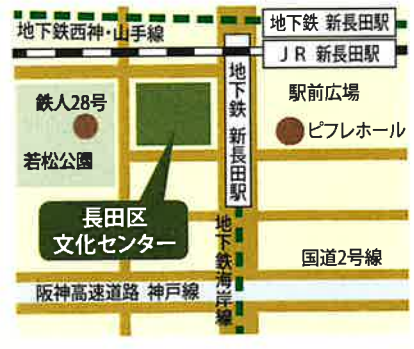 地下鉄 新長田駅
地下鉄西神・山手線
JR 新長田駅
地下鉄 新長田駅
駅前広場
鉄人28号
ピフレホール
若松公園
長田区
文化センター
地下鉄海岸線
国道2号線
阪神高速道路 神戸線